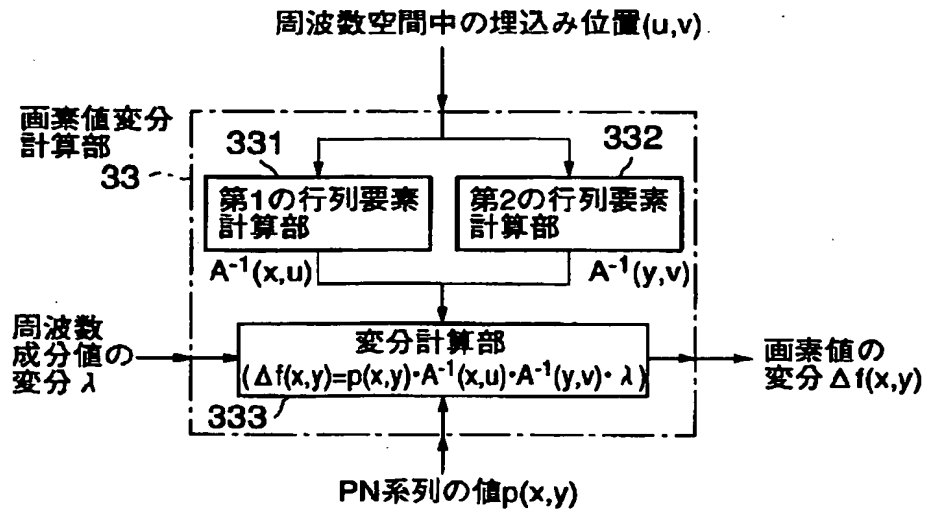 周波数空間中の埋込み位置(u,v)
画素値変分
計算部
33
331
332
第1の行列要素
計算部
第2の行列要素
計算部
A⁻¹(x,u)
A⁻¹(y,v)
周波数
成分値の
変分λ
変分計算部
(Δf(x,y)=p(x,y)·A⁻¹(x,u)·A⁻¹(y,v)·λ)
333
画素値の
変分Δf(x,y)
PN系列の値p(x,y)